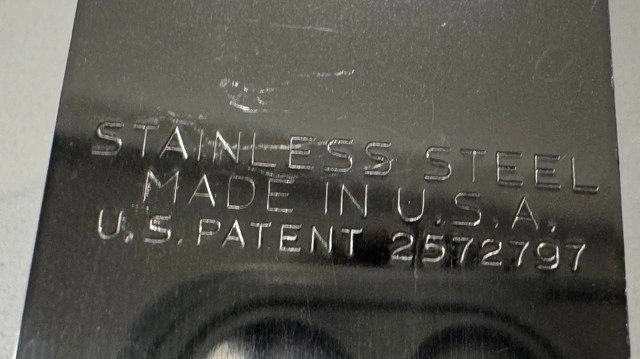 STAINLESS STEEL
MADE IN U.S.A.
U.S. PATENT 2572797